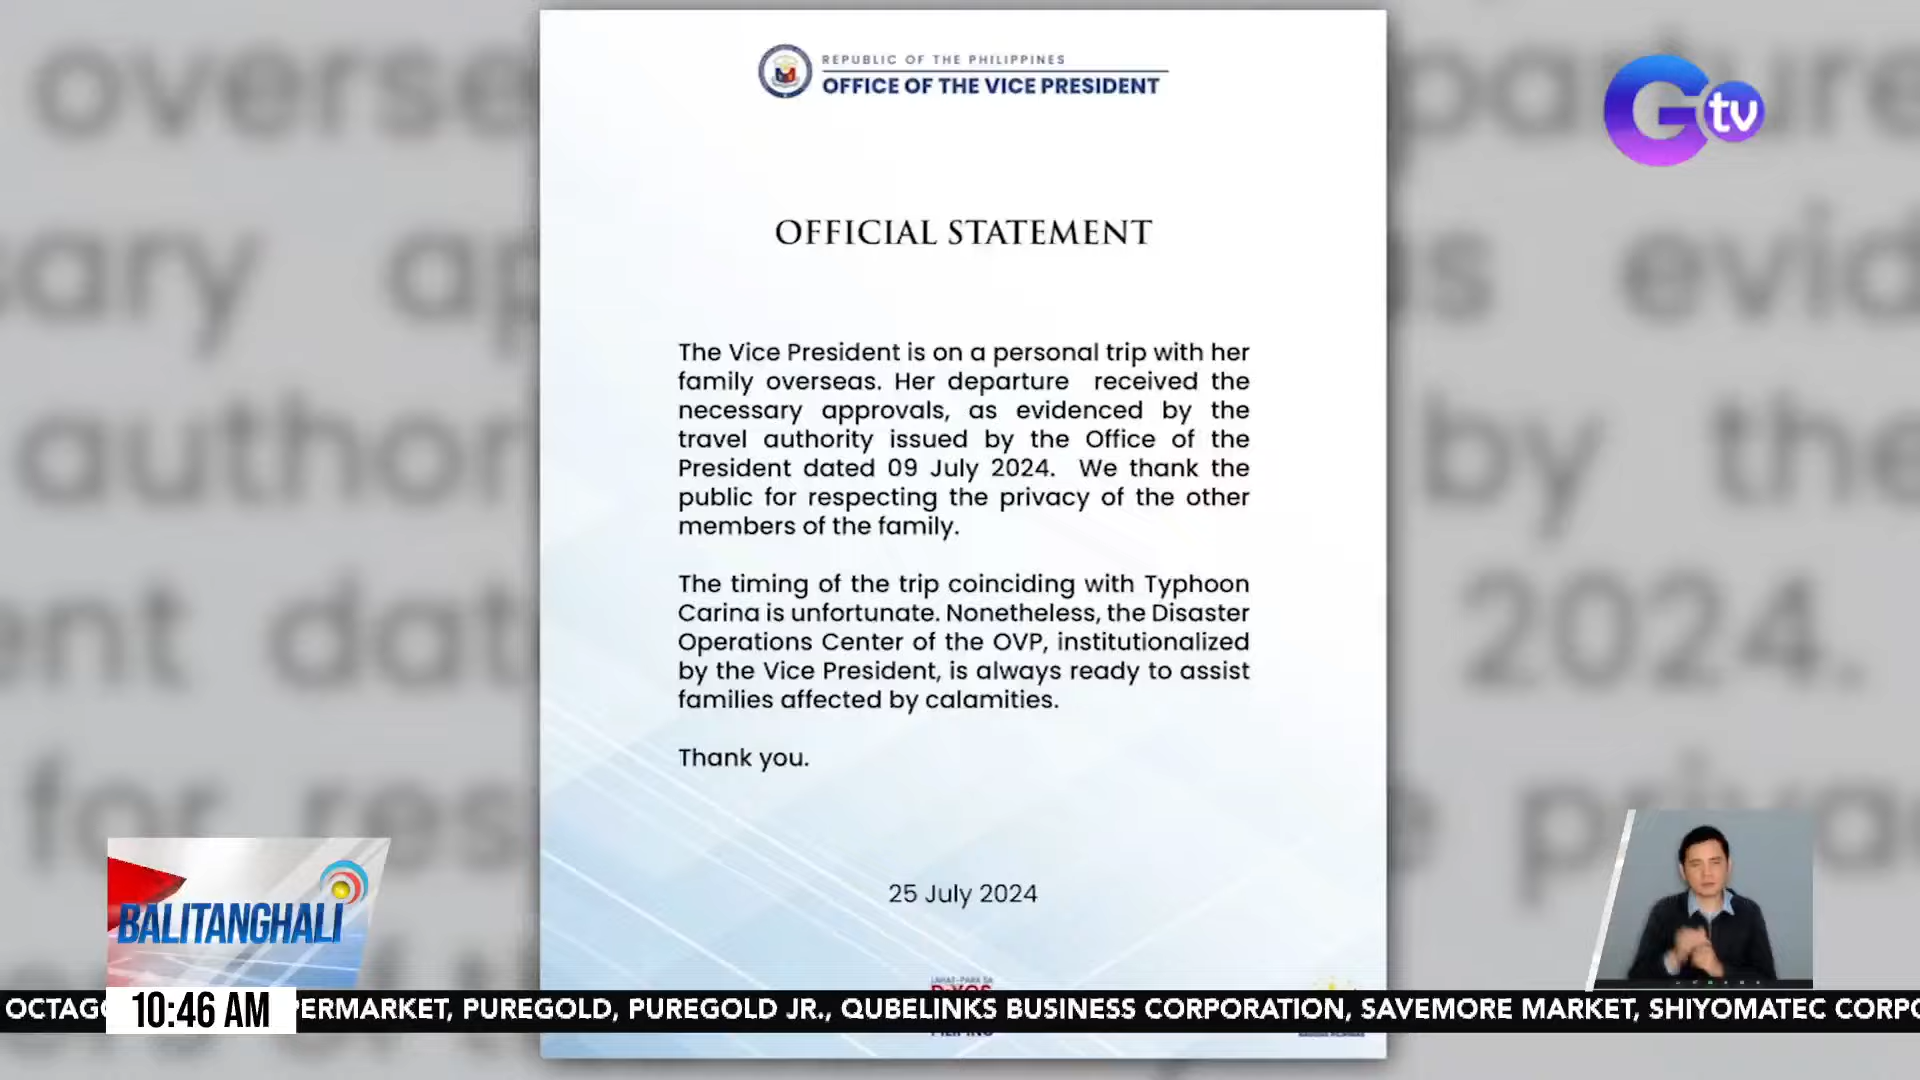 REPUBLIC OF THE PHILIPPINES
OFFICE OF THE VICE PRESIDENT
Gtv
OFFICIAL STATEMENT
The Vice President is on a personal trip with her
family overseas. Her departure received the
necessary approvals, as evidenced by the
travel authority issued by the Office of the
President dated 09 July 2024. We thank the
public for respecting the privacy of the other
members of the family.
The timing of the trip coinciding with Typhoon
Carina is unfortunate. Nonetheless, the Disaster
Operations Center of the OVP, institutionalized
by the Vice President, is always ready to assist
families affected by calamities.
Thank you.
25 July 2024
BALITANGHALI
10:46 AM
PUREGOLD, PUREGOLD JR., QUBELINKS BUSINESS CORPORATION, SAVEMORE MARKET, SHIYOMATEC